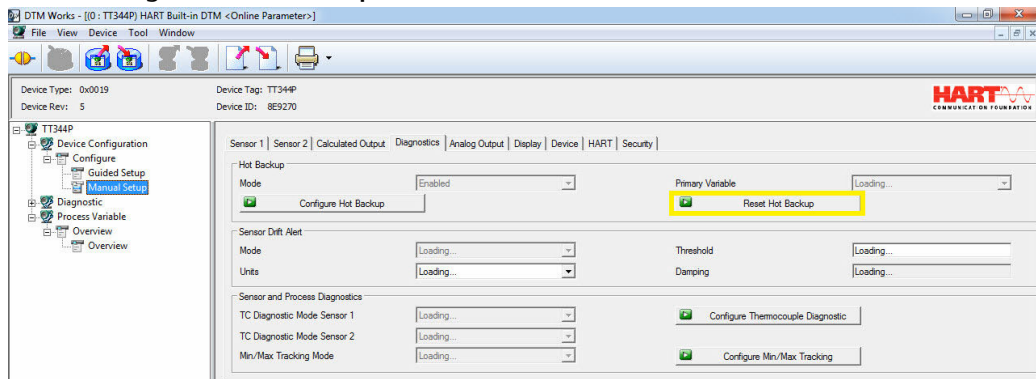 DTM Works - [(0 : TT344P) HART Built-in DTM <Online Parameter>]
File View Device Tool Window
Device Type: 0x0019 Device Tag: TT344P
Device Rev: 5 Device ID: 8E9270
HART
COMMUNICATION FOUNDATION
TT344P
Device Configuration
Configure
Guided Setup
Manual Setup
Diagnostic
Process Variable
Overview
Overview
Sensor 1 Sensor 2 Calculated Output Diagnostics Analog Output Display Device HART Security
Hot Backup
Mode Enabled Primary Variable Loading...
Configure Hot Backup Reset Hot Backup
Sensor Drift Alert
Mode Loading... Threshold Loading...
Units Loading... Damping Loading...
Sensor and Process Diagnostics
TC Diagnostic Mode Sensor 1 Loading... Configure Thermocouple Diagnostic
TC Diagnostic Mode Sensor 2 Loading...
Min/Max Tracking Mode Loading... Configure Min/Max Tracking